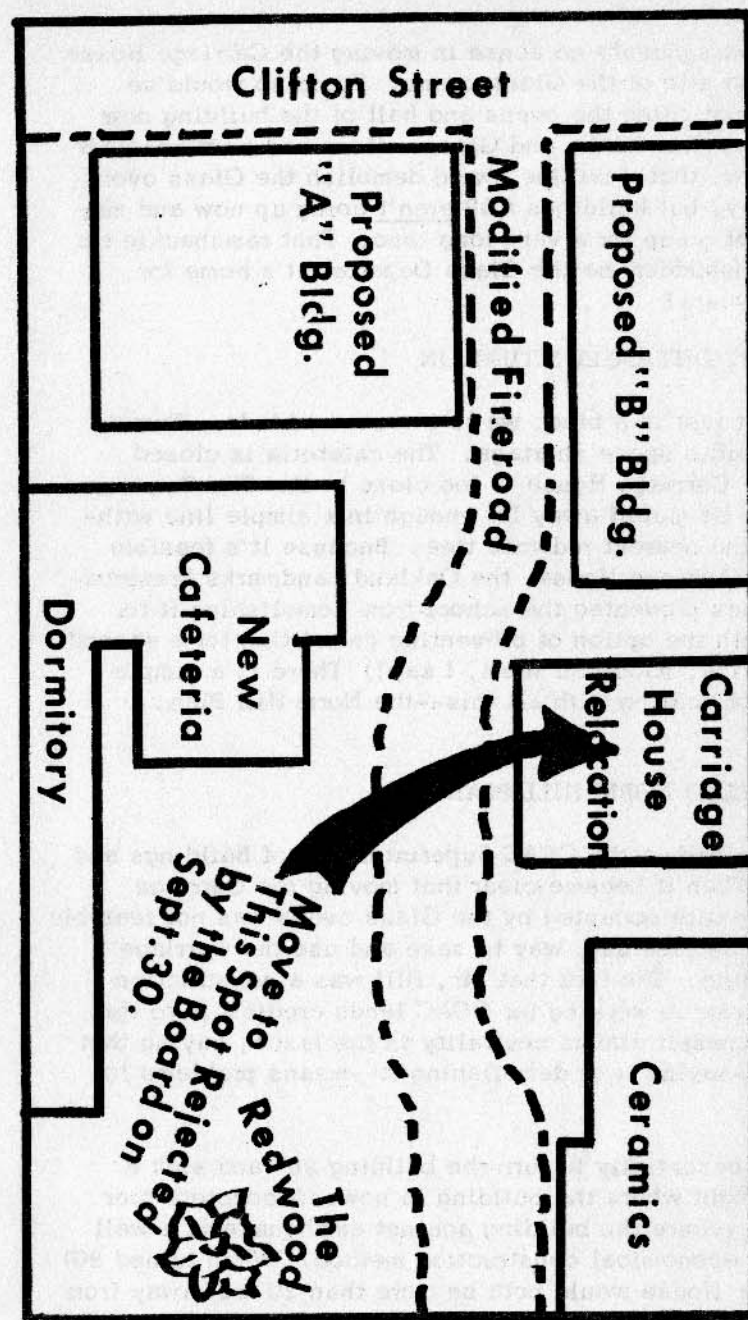 Clifton Street
Proposed "B" Bldg.
Modfied Fireroad
Proposed
"A" Bldg.
Carriage
House
Relocation
New
Cafeteria
Dormitory
Ceramics
The
Redwood
Move to
This Spot Rejected
by the Board on
Sept 30.